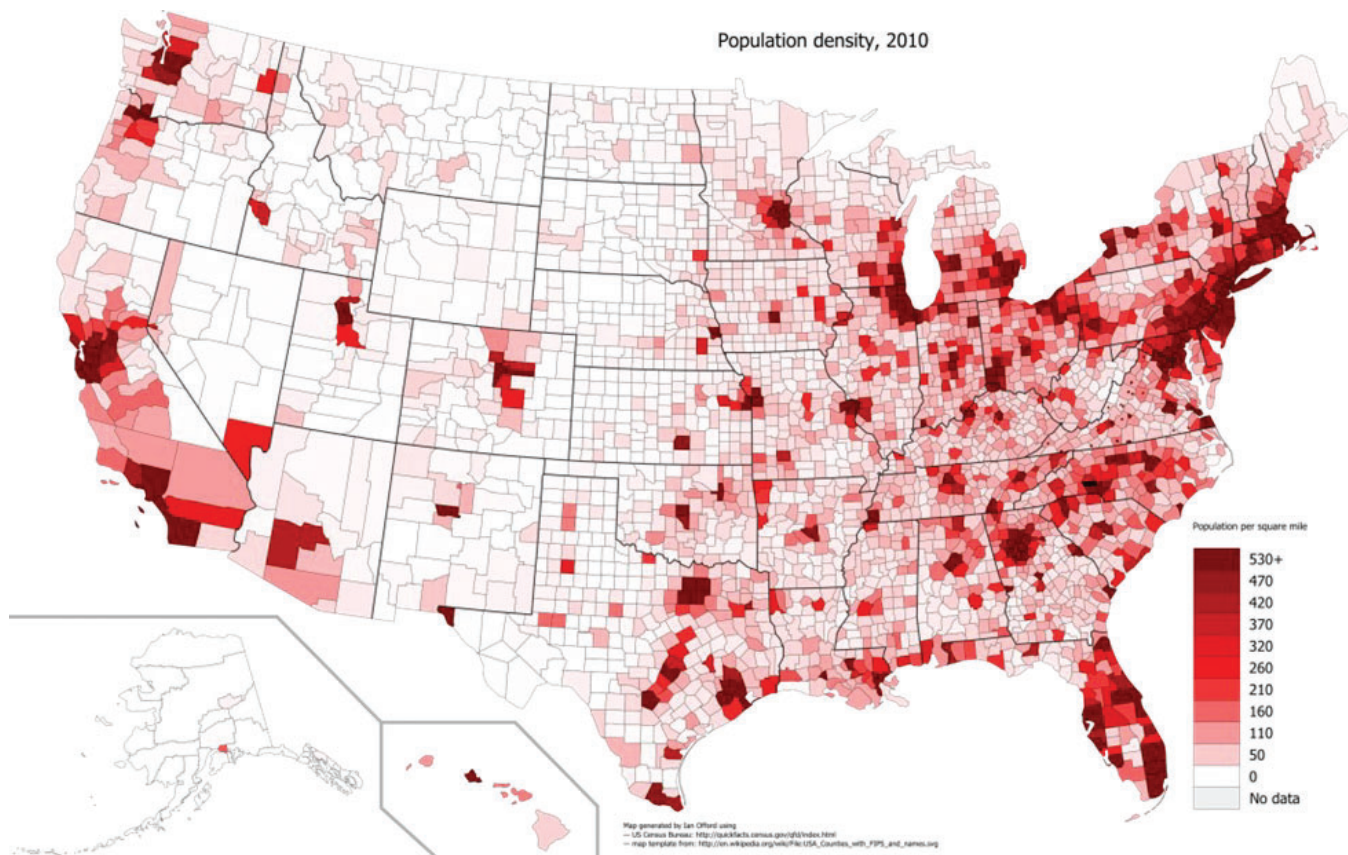 Population density, 2010
Population per square mile
530+
470
420
370
320
260
210
160
110
50
0
No data
Map generated by Ian Offord using
— US Census Bureau: http://quickfacts.census.gov/qfd/index.html
— map template from: http://en.wikipedia.org/wiki/File:USA_Counties_with_FIPS_and_names.svg